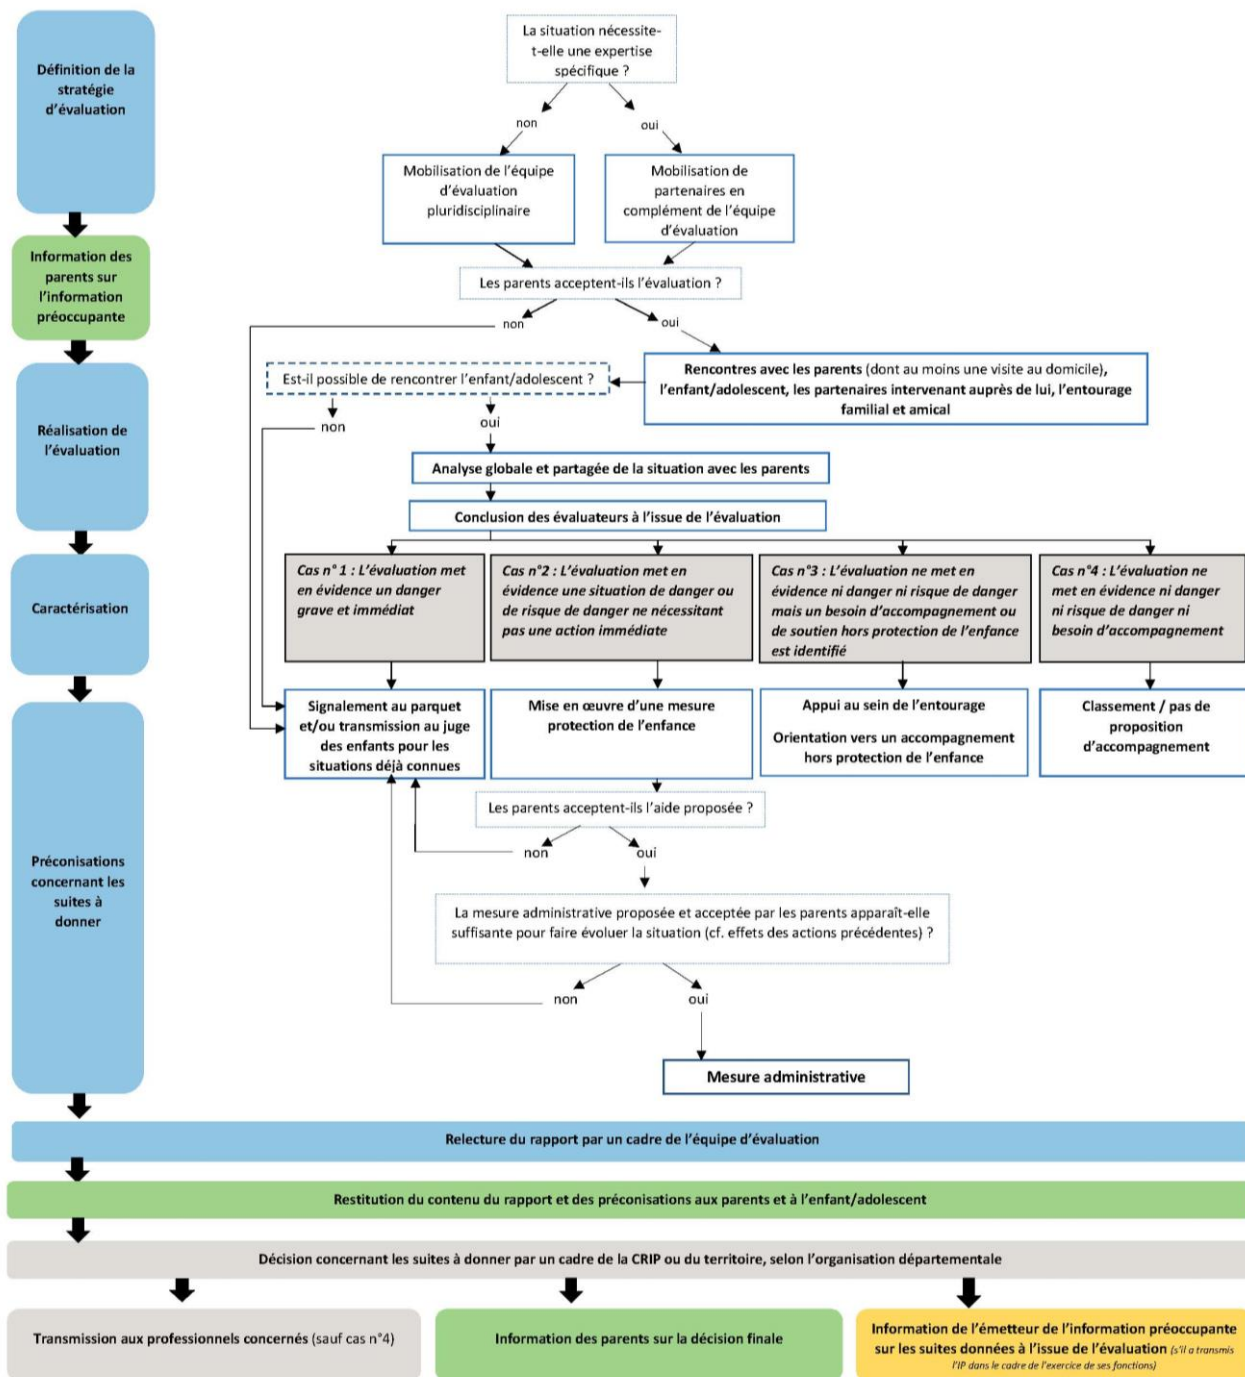 Définition de la
stratégie
d'évaluation
La situation nécessite-
t-elle une expertise
spécifique ?
non
oui
Mobilisation de l'équipe
d'évaluation
pluridisciplinaire
Mobilisation de
partenaires en
complément de l'équipe
d'évaluation
Information des
parents sur
l'information
préoccupante
Les parents acceptent-ils l'évaluation ?
non
oui
Réalisation de
l'évaluation
Rencontres avec les parents (dont au moins une visite au domicile),
l'enfant/adolescent, les partenaires intervenant auprès de lui, l'entourage
familial et amical
Est-il possible de rencontrer l'enfant/adolescent ?
non
oui
Analyse globale et partagée de la situation avec les parents
Conclusion des évaluateurs à l'issue de l'évaluation
Caractérisation
Cas n° 1 : L'évaluation met
en évidence un danger
grave et immédiat
Cas n°2 : L'évaluation met en
évidence une situation de danger ou
de risque de danger ne nécessitant
pas une action immédiate
Cas n°3 : L'évaluation ne met en
évidence ni danger ni risque de danger
mais un besoin d'accompagnement ou
de soutien hors protection de l'enfance
est identifié
Cas n°4 : L'évaluation ne
met en évidence ni danger
ni risque de danger ni
besoin d'accompagnement
Préconisations
concernant les
suites à
donner
Signalement au parquet
et/ou transmission au juge
des enfants pour les
situations déjà connues
Mise en œuvre d'une mesure
protection de l'enfance
Appui au sein de l'entourage
Orientation vers un accompagnement
hors protection de l'enfance
Classement / pas de
proposition
d'accompagnement
Les parents acceptent-ils l'aide proposée ?
non
oui
La mesure administrative proposée et acceptée par les parents apparaît-elle
suffisante pour faire évoluer la situation (cf. effets des actions précédentes) ?
non
oui
Mesure administrative
Relecture du rapport par un cadre de l'équipe d'évaluation
Restitution du contenu du rapport et des préconisations aux parents et à l'enfant/adolescent
Décision concernant les suites à donner par un cadre de la CRIP ou du territoire, selon l'organisation départementale
Transmission aux professionnels concernés (sauf cas n°4)
Information des parents sur la décision finale
Information de l'émetteur de l'information préoccupante
sur les suites données à l'issue de l'évaluation (s'il a transmis
l'IP dans le cadre de l'exercice de ses fonctions)